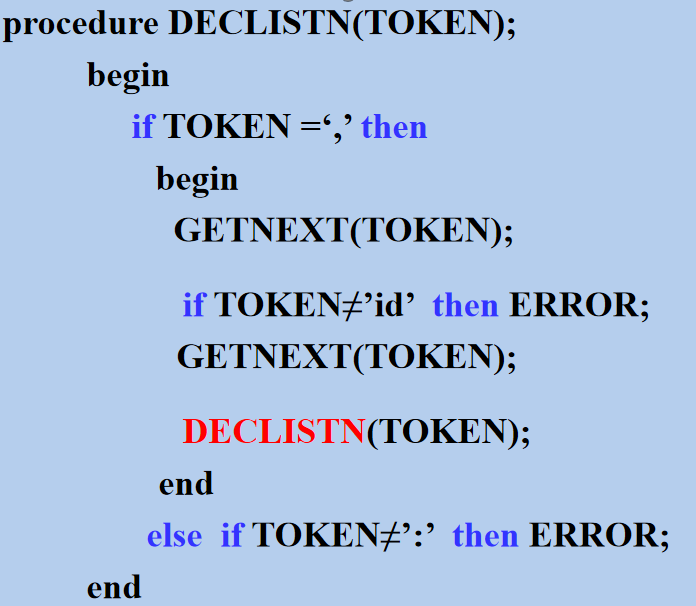 procedure DECLISTN(TOKEN);
begin
if TOKEN =‘,’ then
begin
GETNEXT(TOKEN);
if TOKEN≠’id’ then ERROR;
GETNEXT(TOKEN);
DECLISTN(TOKEN);
end
else if TOKEN≠’:’ then ERROR;
end